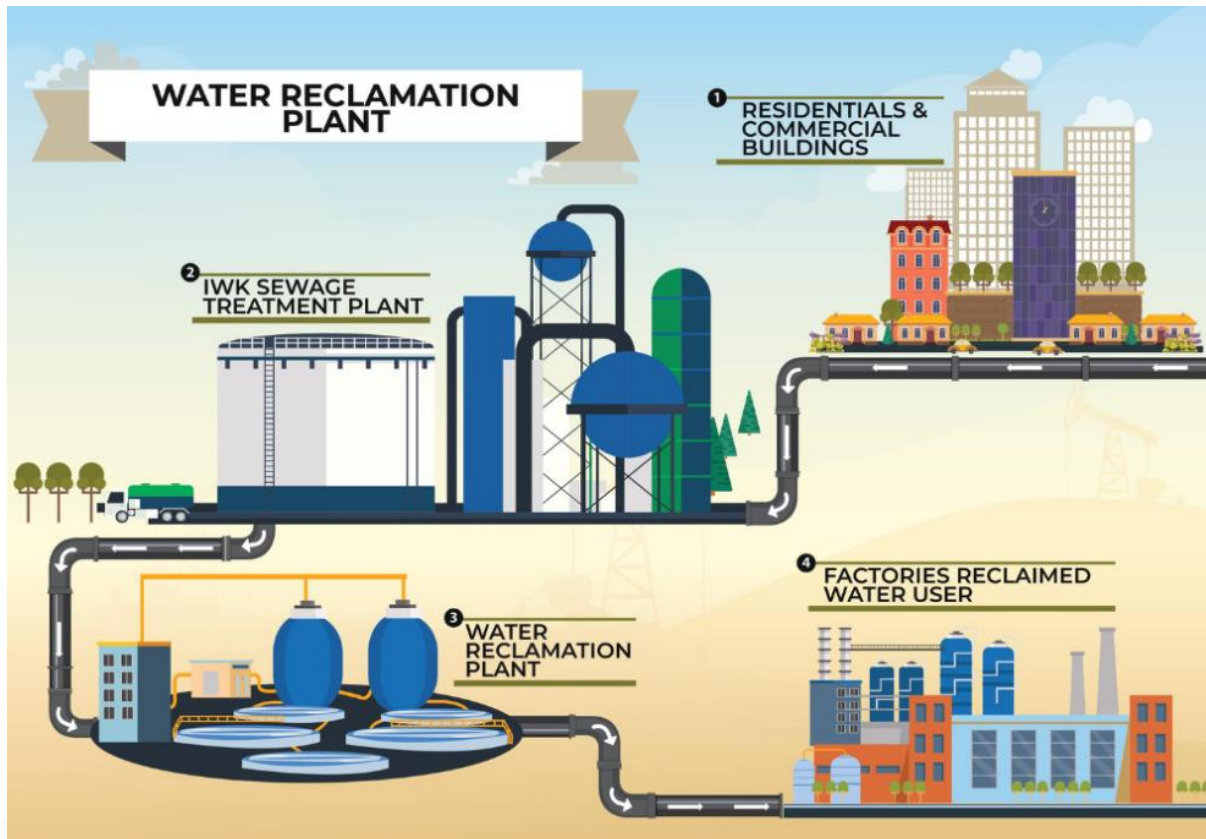 WATER RECLAMATION
PLANT
1
RESIDENTIALS &
COMMERCIAL
BUILDINGS
2
IWK SEWAGE
TREATMENT PLANT
3
WATER
RECLAMATION
PLANT
4
FACTORIES RECLAIMED
WATER USER